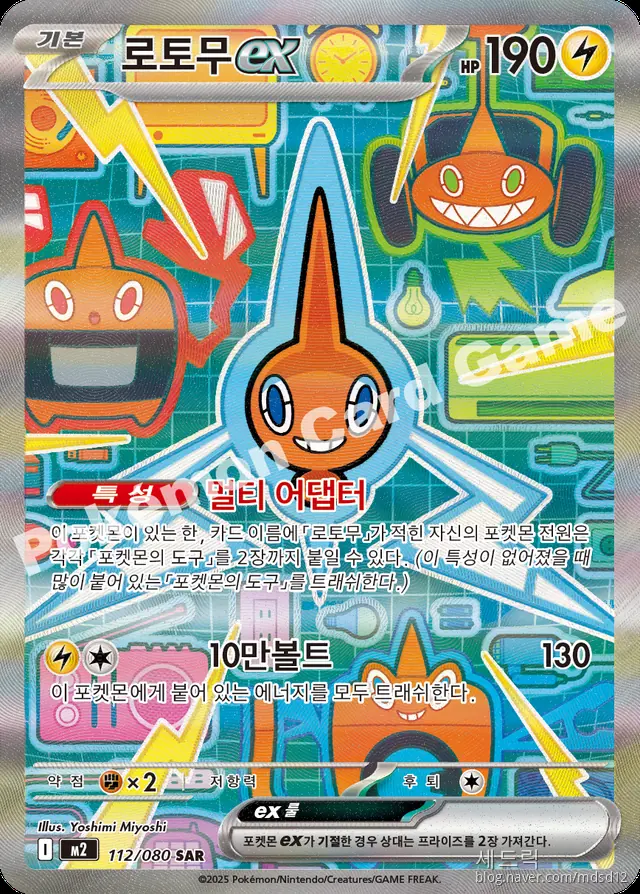 기본 로토무 ex HP 190
특성 멀티 어댑터
이 포켓몬이 있는 한, 카드 이름에 「로토무」가 적힌 자신의 포켓몬 전원은
각각 「포켓몬의 도구」를 2장까지 붙일 수 있다. (이 특성이 없어졌을 때
많이 붙어 있는 「포켓몬의 도구」를 트래쉬한다.)
10만볼트 130
이 포켓몬에게 붙어 있는 에너지를 모두 트래쉬한다.
약점 ×2 저항력 후퇴
Illus. Yoshimi Miyoshi
ex 룰
포켓몬 ex가 기절한 경우 상대는 프라이즈를 2장 가져간다.
I M2 112/080 SAR
©2025 Pokémon/Nintendo/Creatures/GAME FREAK.
Pokémon Card Game
세드릭
blog.naver.com/mdsd12